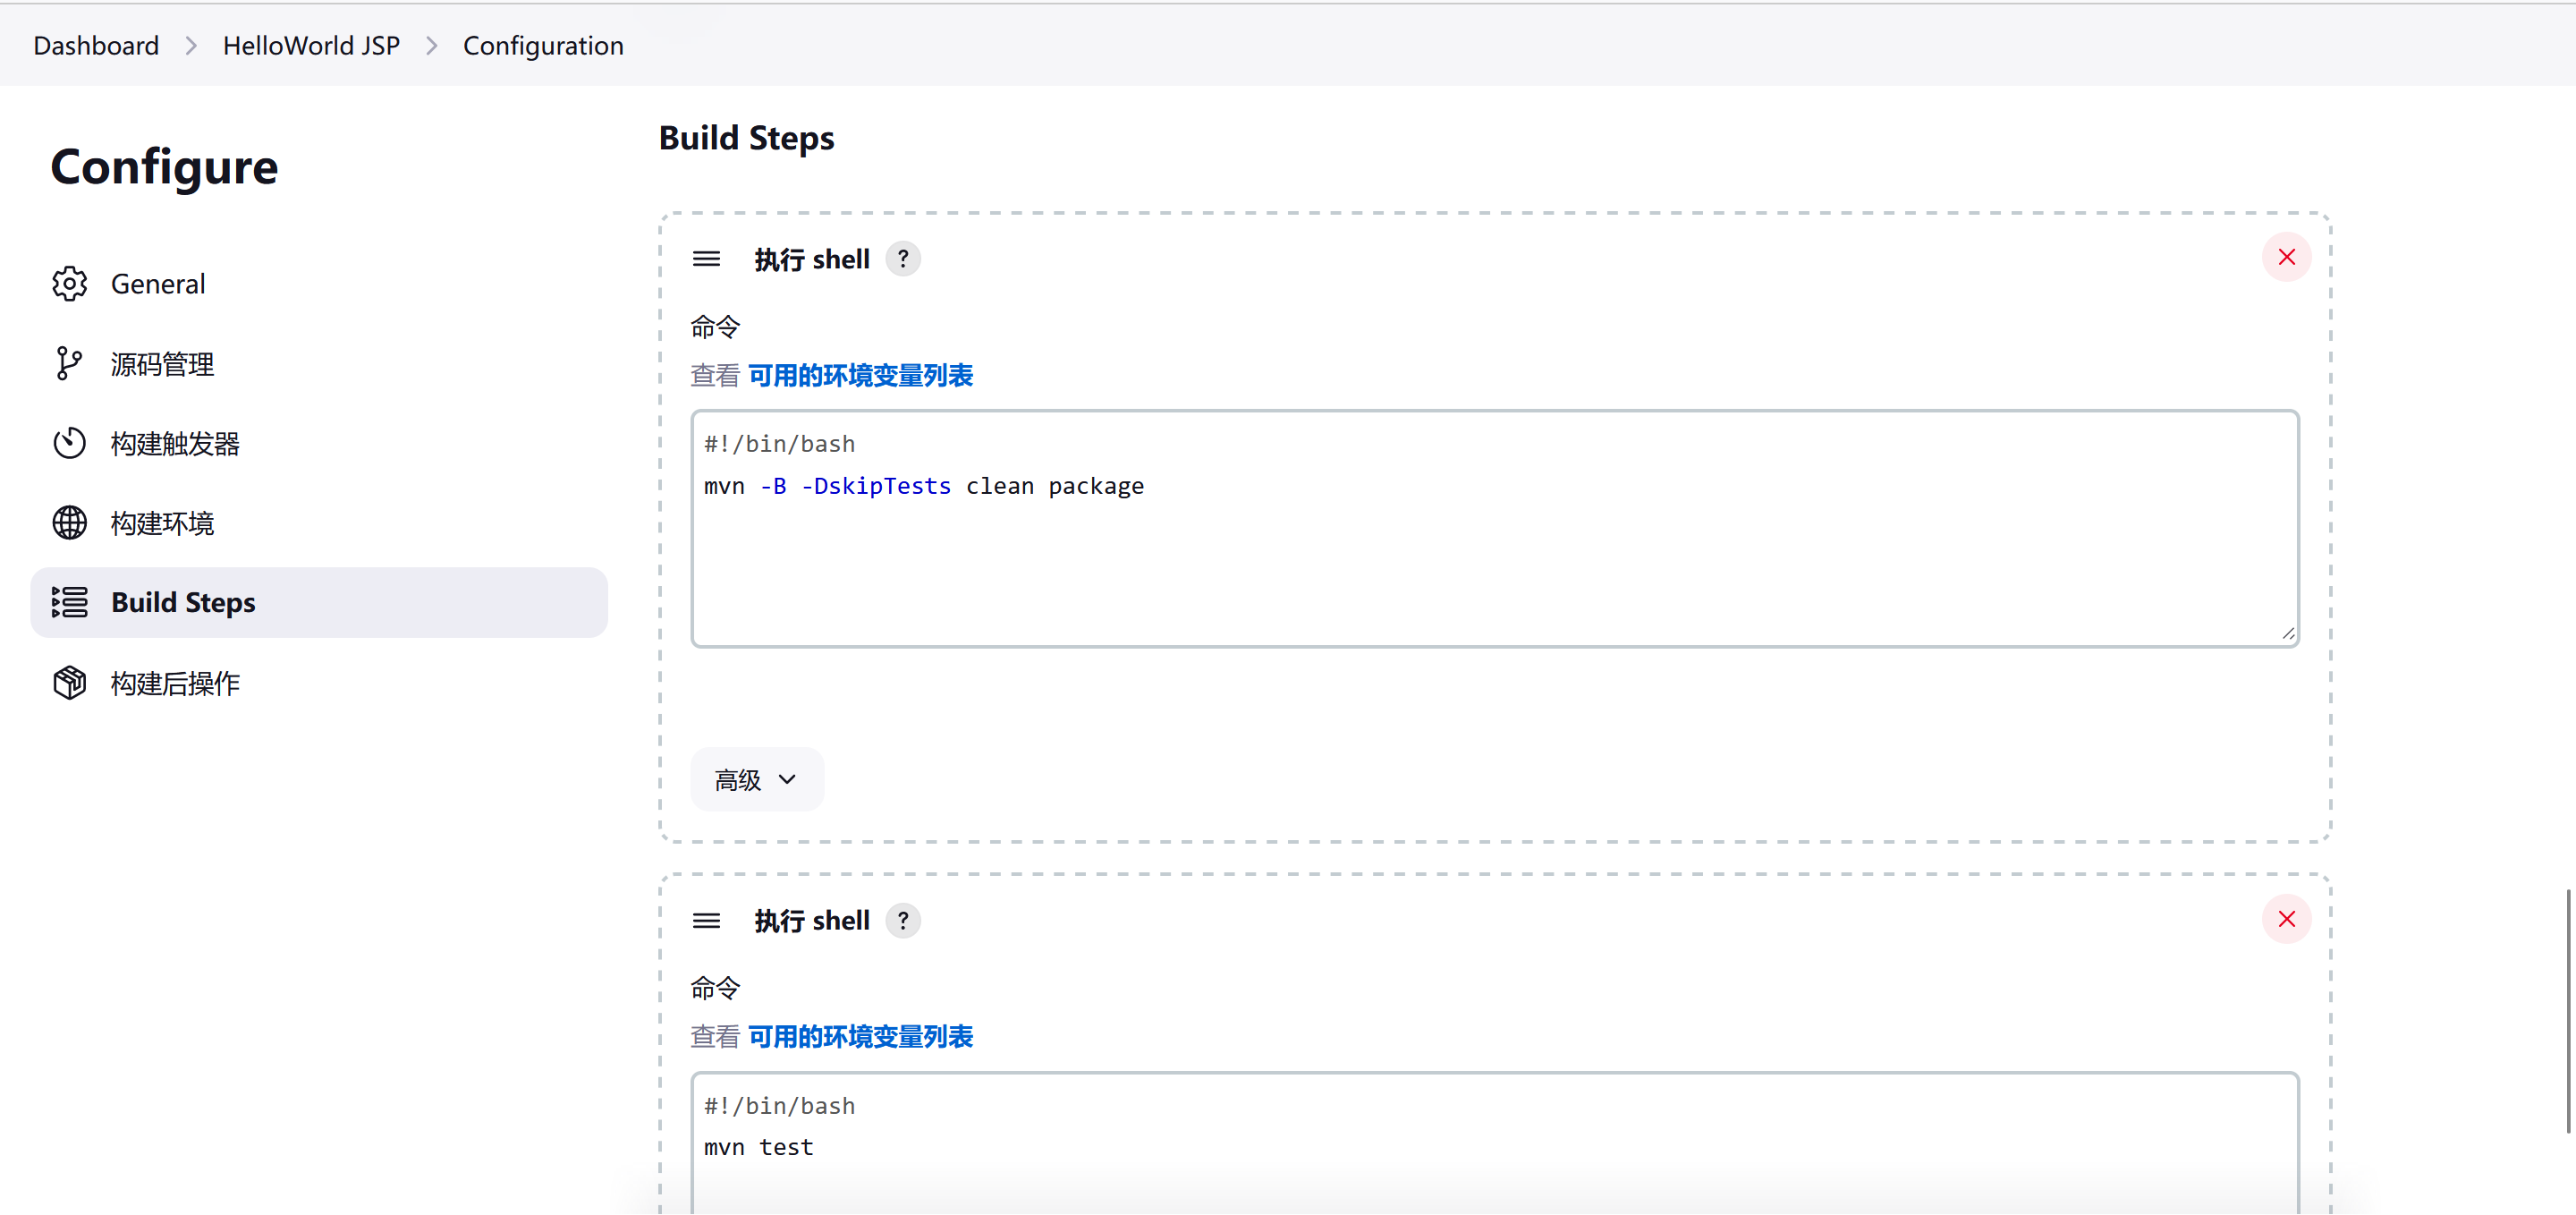 Dashboard > HelloWorld JSP > Configuration
Configure
General
源码管理
构建触发器
构建环境
Build Steps
构建后操作
Build Steps
执行 shell ?
命令
查看 可用的环境变量列表
#!/bin/bash
mvn -B -DskipTests clean package
高级
执行 shell ?
命令
查看 可用的环境变量列表
#!/bin/bash
mvn test